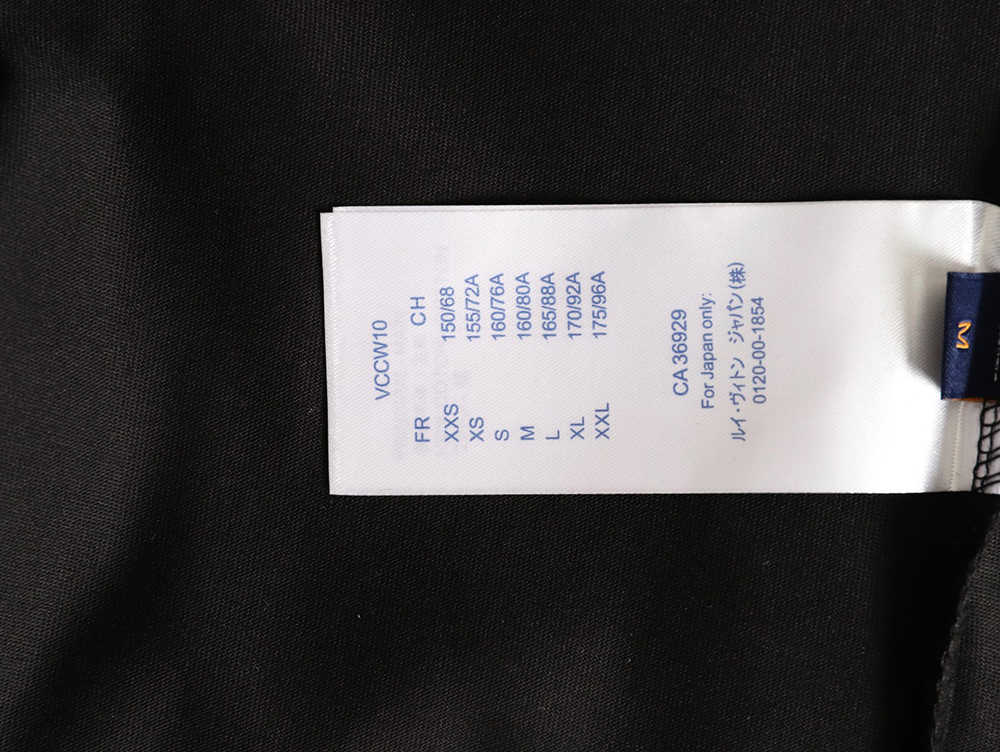 VCCW10
FR CH
XXS 150/68
XS 155/72A
S 160/76A
M 160/80A
L 165/88A
XL 170/92A
XXL 175/96A
CA 36929
For Japan only:
ルイ・ヴィトン ジャパン(株)
0120-00-1854
M